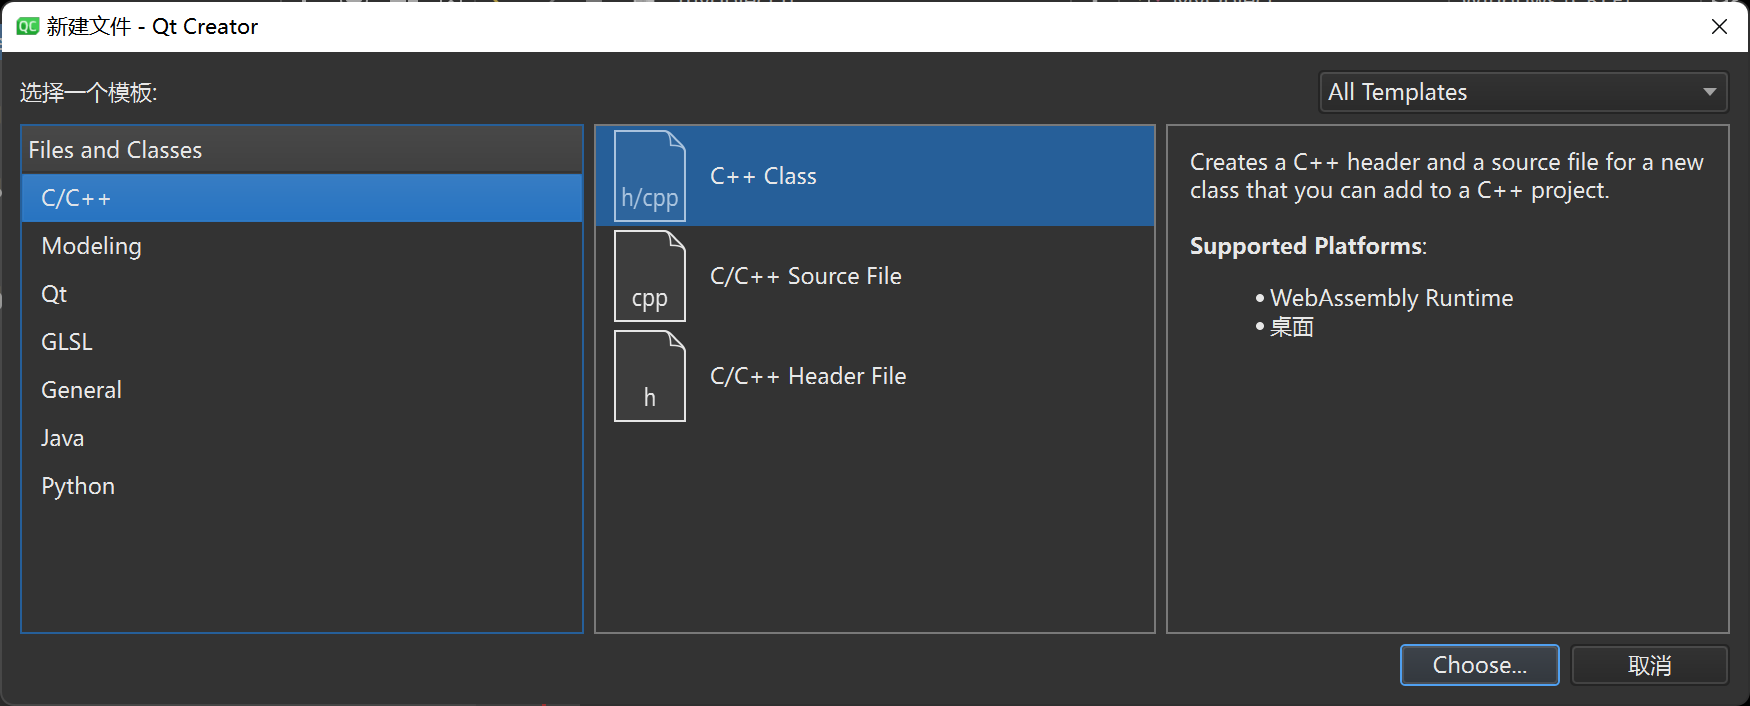 QC 新建文件 - Qt Creator
选择一个模板:
All Templates
Files and Classes
C/C++
Modeling
Qt
GLSL
General
Java
Python
h/cpp
C++ Class
cpp
C/C++ Source File
h
C/C++ Header File
Creates a C++ header and a source file for a new
class that you can add to a C++ project.
Supported Platforms:
• WebAssembly Runtime
• 桌面
Choose...
取消